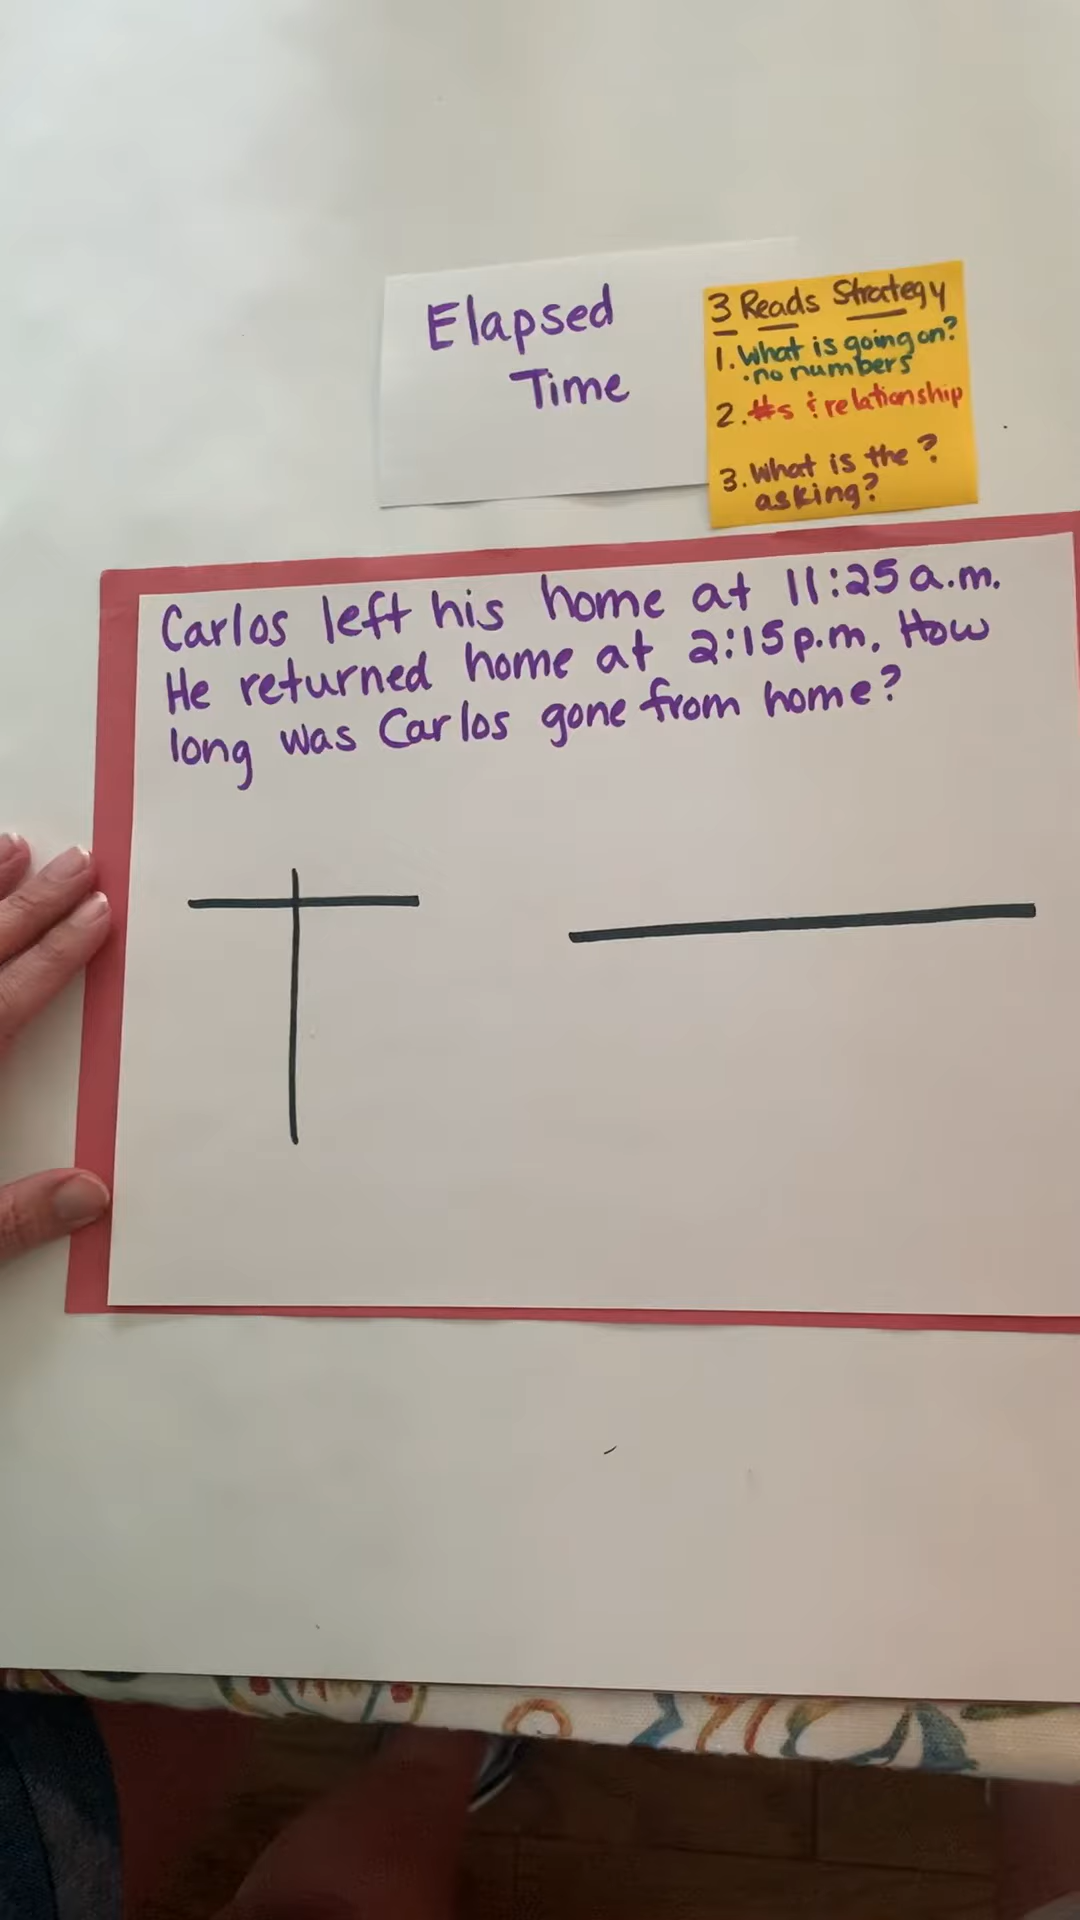 Elapsed
Time
3 Reads Strategy
1. What is going on?
• no numbers
2. #s & relationship
3. What is the ?
asking?
Carlos left his home at 11:25 a.m.
He returned home at 2:15 p.m. How
long was Carlos gone from home?